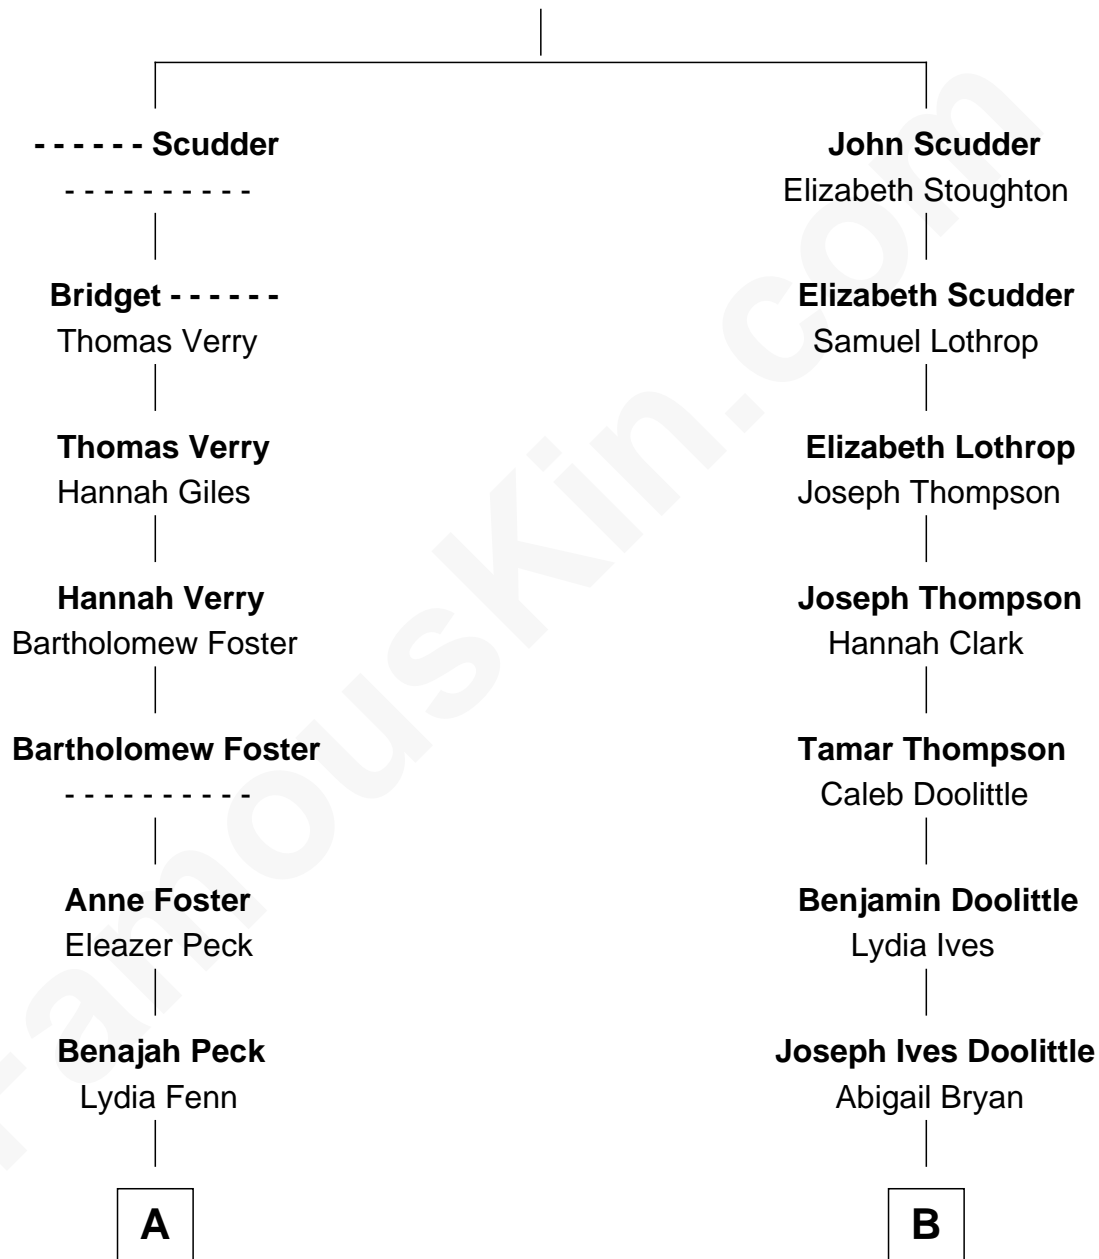 - - - - - - Scudder
- - - - - - - - - -
Bridget - - - - - -
Thomas Verry
Thomas Verry
Hannah Giles
Hannah Verry
Bartholomew Foster
Bartholomew Foster
- - - - - - - - - -
Anne Foster
Eleazer Peck
Benajah Peck
Lydia Fenn
A
John Scudder
Elizabeth Stoughton
Elizabeth Scudder
Samuel Lothrop
Elizabeth Lothrop
Joseph Thompson
Joseph Thompson
Hannah Clark
Tamar Thompson
Caleb Doolittle
Benjamin Doolittle
Lydia Ives
Joseph Ives Doolittle
Abigail Bryan
B
FamousKin.com